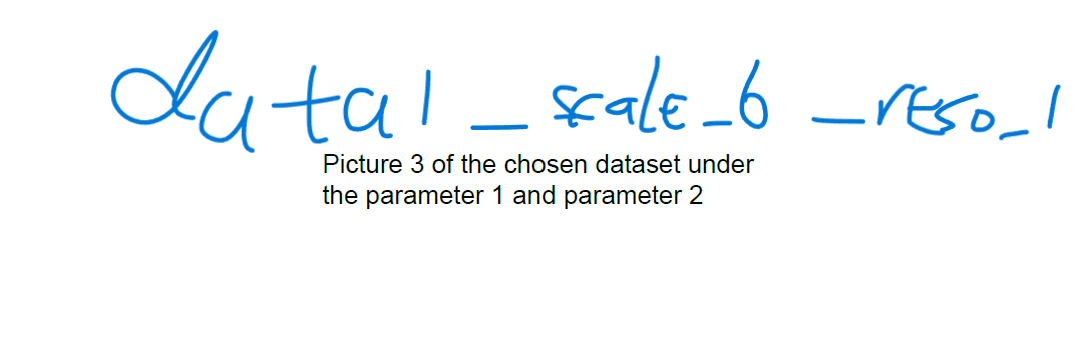 data1_scale_6_reso_1
Picture 3 of the chosen dataset under
the parameter 1 and parameter 2